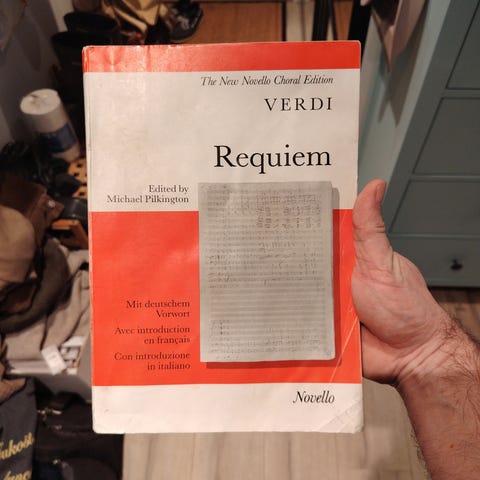 The New Novello Choral Edition
VERDI
Requiem
Edited by
Michael Pilkington
Mit deutschem
Vorwort
Avec introduction
en français
Con introduzione
in italiano
Novello